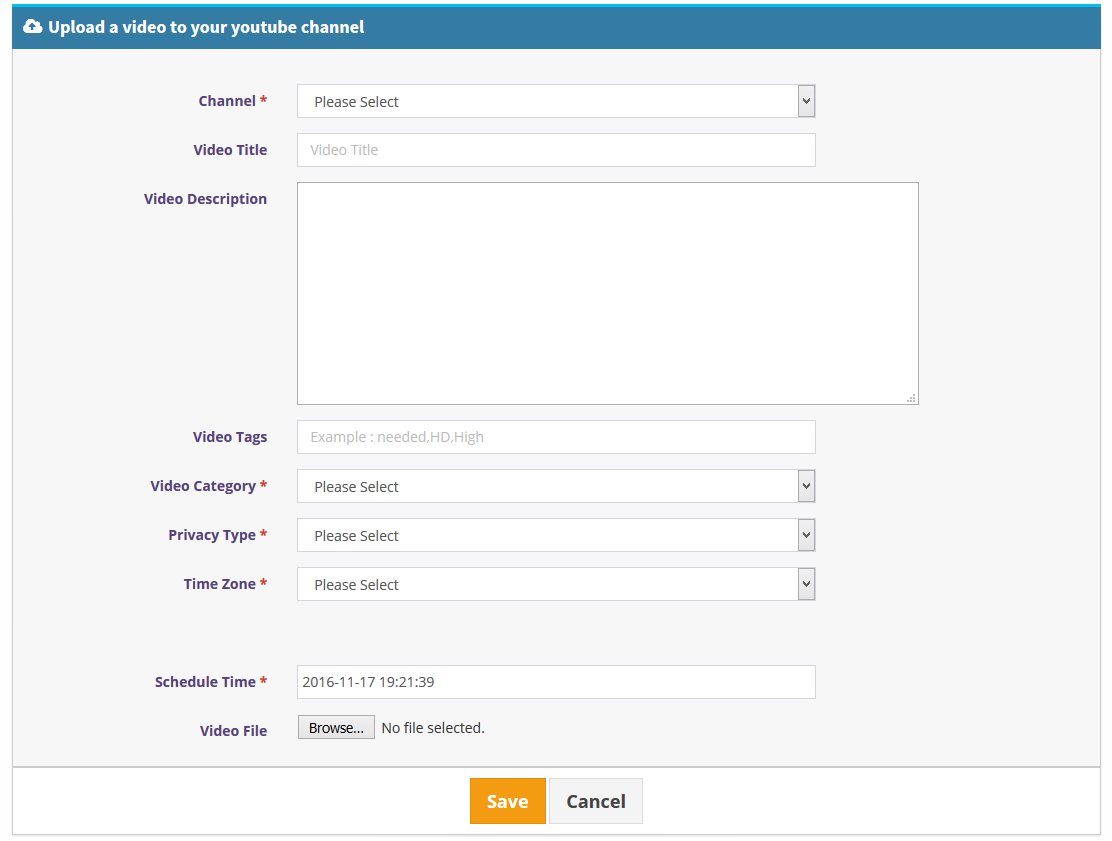 Upload a video to your youtube channel
Channel * Please Select
Video Title Video Title
Video Description
Video Tags Example : needed,HD,High
Video Category * Please Select
Privacy Type * Please Select
Time Zone * Please Select
Schedule Time * 2016-11-17 19:21:39
Video File Browse... No file selected.
Save Cancel